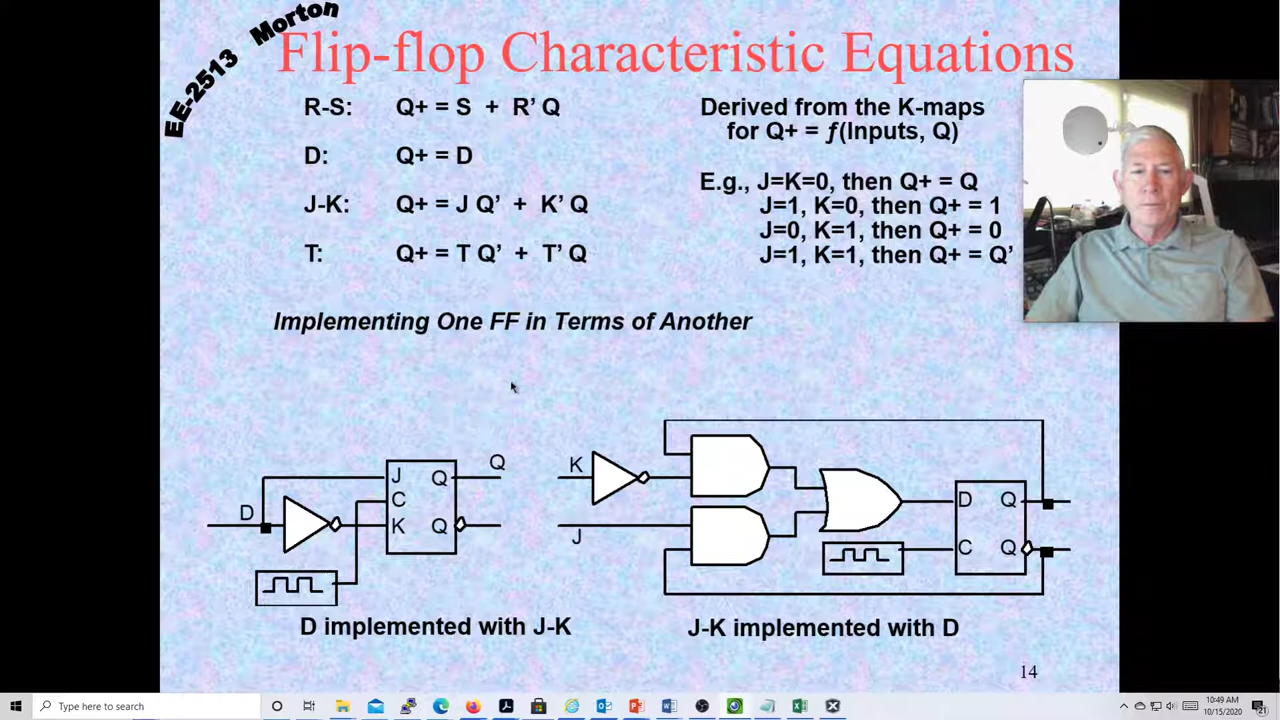 EE-2513 Morton
Flip-flop Characteristic Equations
R-S: Q+ = S + R’ Q
D: Q+ = D
J-K: Q+ = J Q’ + K’ Q
T: Q+ = T Q’ + T’ Q
Derived from the K-maps
for Q+ = ƒ(Inputs, Q)
E.g., J=K=0, then Q+ = Q
J=1, K=0, then Q+ = 1
J=0, K=1, then Q+ = 0
J=1, K=1, then Q+ = Q’
Implementing One FF in Terms of Another
D
J Q
C
K Q
Q
D implemented with J-K
K
J
D Q
C Q
J-K implemented with D
14
Type here to search
10:49 AM
10/15/2020
21